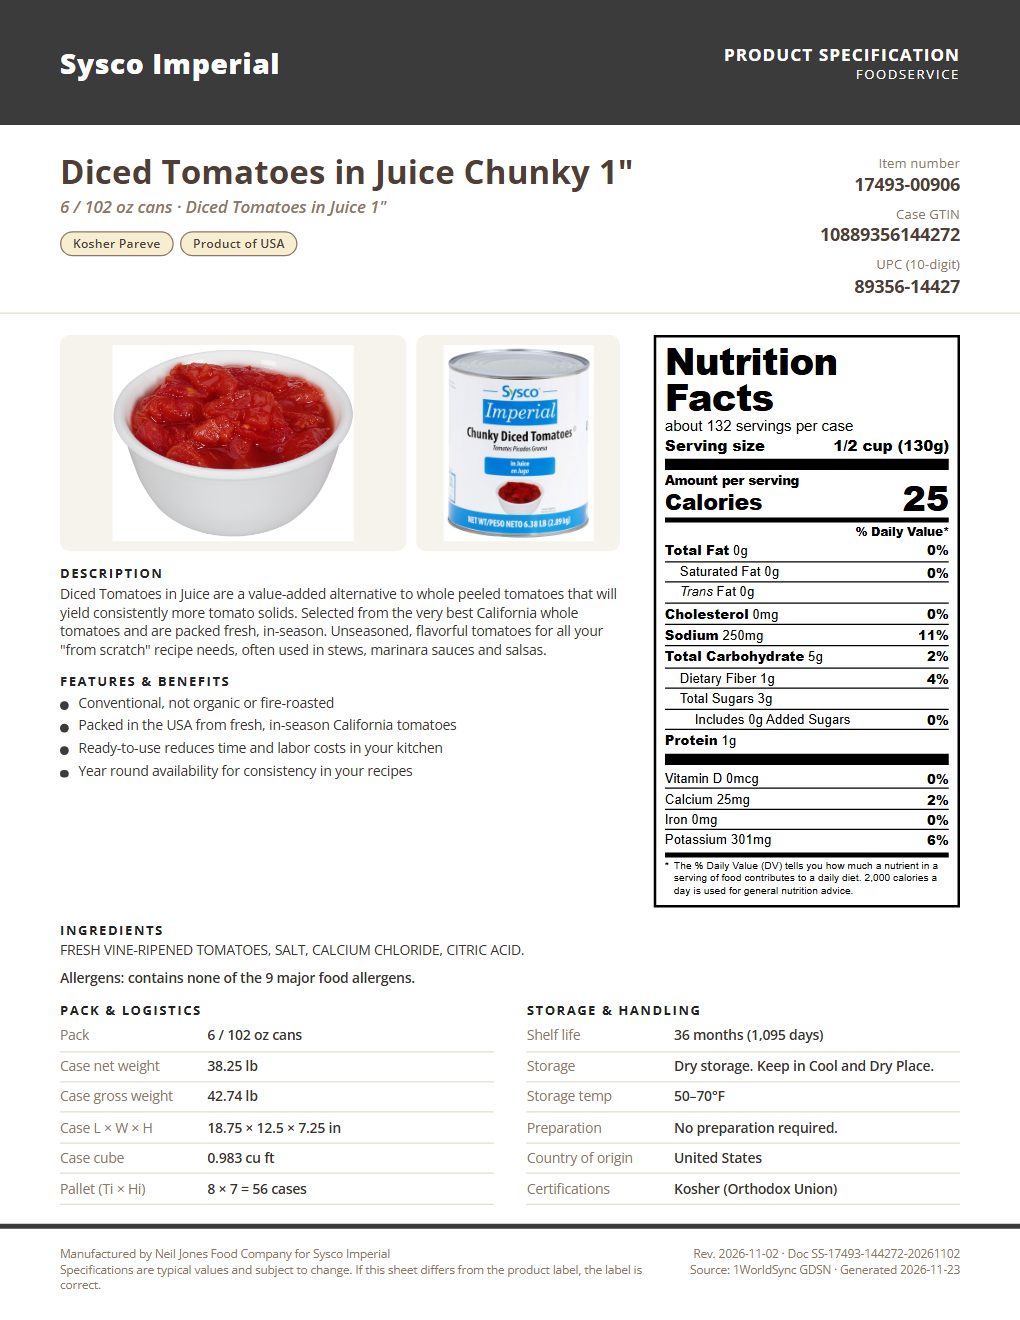 Sysco Imperial
PRODUCT SPECIFICATION
FOODSERVICE
Diced Tomatoes in Juice Chunky 1"
6 / 102 oz cans · Diced Tomatoes in Juice 1"
Kosher Pareve
Product of USA
Item number
17493-00906
Case GTIN
10889356144272
UPC (10-digit)
89356-14427
Sysco
Imperial
Chunky Diced Tomatoes
Tomates Picados Grueso
in Juice
en Jugo
NET WT/PESO NETO 6.38 LB (2.89 kg)
DESCRIPTION
Diced Tomatoes in Juice are a value-added alternative to whole peeled tomatoes that will
yield consistently more tomato solids. Selected from the very best California whole
tomatoes and are packed fresh, in-season. Unseasoned, flavorful tomatoes for all your
"from scratch" recipe needs, often used in stews, marinara sauces and salsas.
FEATURES & BENEFITS
Conventional, not organic or fire-roasted
Packed in the USA from fresh, in-season California tomatoes
Ready-to-use reduces time and labor costs in your kitchen
Year round availability for consistency in your recipes
Nutrition
Facts
about 132 servings per case
Serving size 1/2 cup (130g)
Amount per serving
Calories 25
% Daily Value*
Total Fat 0g 0%
Saturated Fat 0g 0%
Trans Fat 0g
Cholesterol 0mg 0%
Sodium 250mg 11%
Total Carbohydrate 5g 2%
Dietary Fiber 1g 4%
Total Sugars 3g
Includes 0g Added Sugars 0%
Protein 1g
Vitamin D 0mcg 0%
Calcium 25mg 2%
Iron 0mg 0%
Potassium 301mg 6%
* The % Daily Value (DV) tells you how much a nutrient in a
serving of food contributes to a daily diet. 2,000 calories a
day is used for general nutrition advice.
INGREDIENTS
FRESH VINE-RIPENED TOMATOES, SALT, CALCIUM CHLORIDE, CITRIC ACID.
Allergens: contains none of the 9 major food allergens.
PACK & LOGISTICS
Pack 6 / 102 oz cans
Case net weight 38.25 lb
Case gross weight 42.74 lb
Case L × W × H 18.75 × 12.5 × 7.25 in
Case cube 0.983 cu ft
Pallet (Ti × Hi) 8 × 7 = 56 cases
STORAGE & HANDLING
Shelf life 36 months (1,095 days)
Storage Dry storage. Keep in Cool and Dry Place.
Storage temp 50–70°F
Preparation No preparation required.
Country of origin United States
Certifications Kosher (Orthodox Union)
Manufactured by Neil Jones Food Company for Sysco Imperial
Specifications are typical values and subject to change. If this sheet differs from the product label, the label is
correct.
Rev. 2026-11-02 · Doc SS-17493-144272-20261102
Source: 1WorldSync GDSN · Generated 2026-11-23